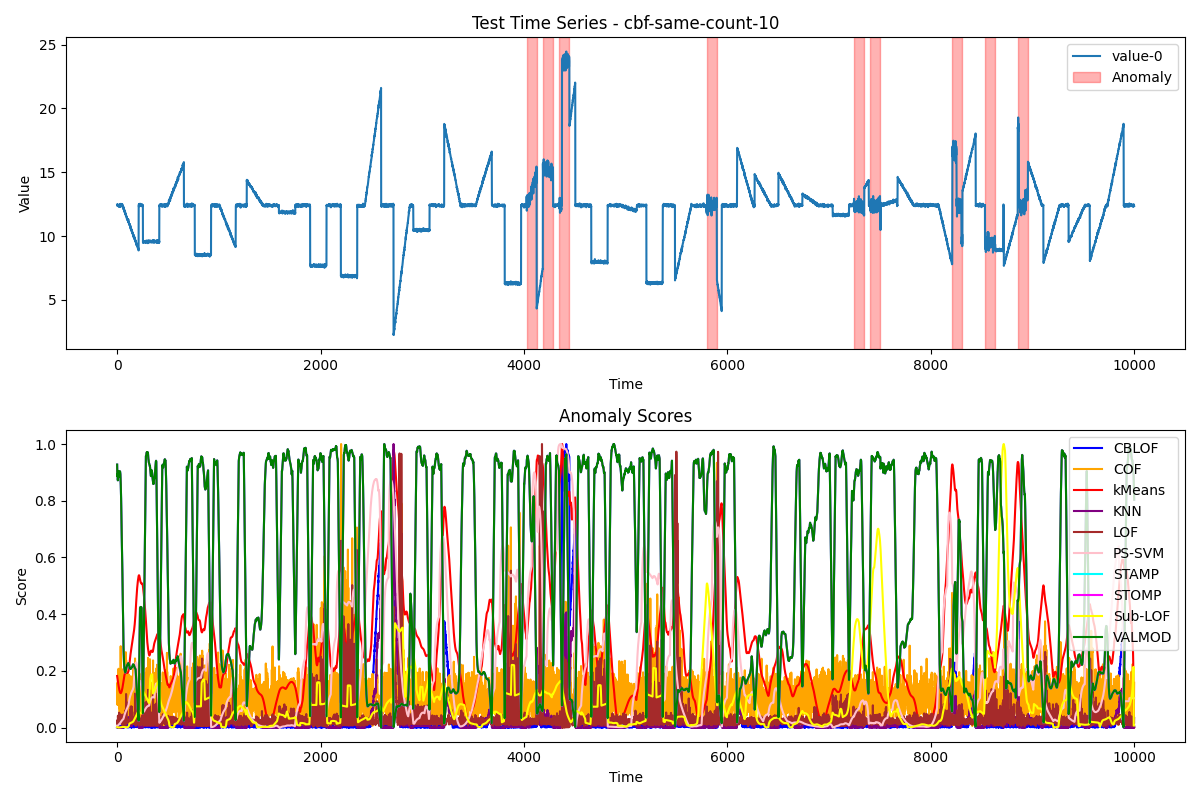 Test Time Series - cbf-same-count-10
25
20
15
10
5
Value
value-0
Anomaly
0
2000
4000
6000
8000
10000
Time
Anomaly Scores
1.0
0.8
0.6
0.4
0.2
0.0
Score
CBLOF
COF
kMeans
KNN
LOF
PS-SVM
STAMP
STOMP
Sub-LOF
VALMOD
0
2000
4000
6000
8000
10000
Time